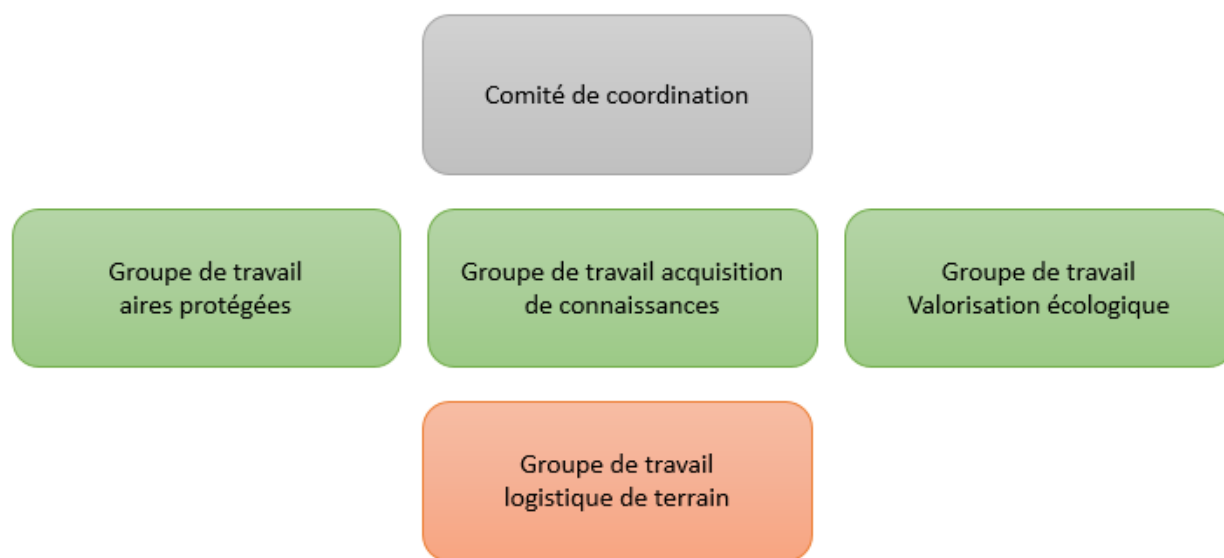 Comité de coordination
Groupe de travail
aires protégées
Groupe de travail acquisition
de connaissances
Groupe de travail
Valorisation écologique
Groupe de travail
logistique de terrain